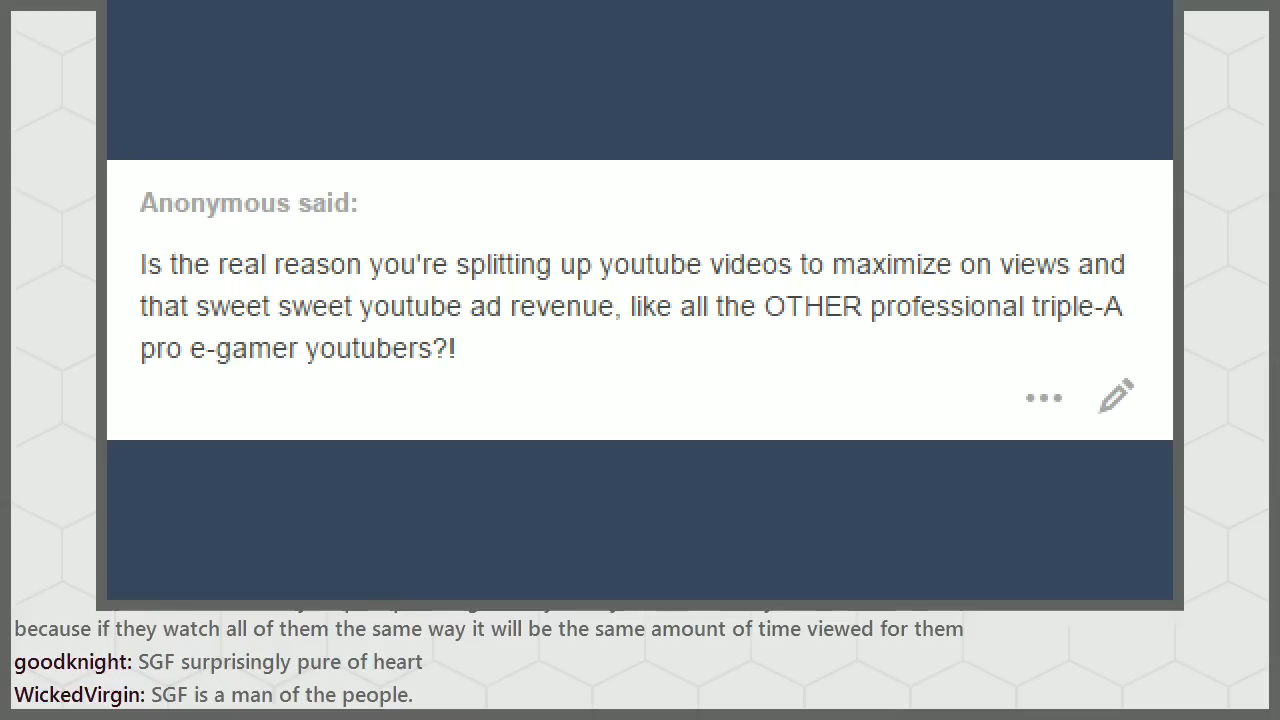 Anonymous said:
Is the real reason you're splitting up youtube videos to maximize on views and
that sweet sweet youtube ad revenue, like all the OTHER professional triple-A
pro e-gamer youtubers?!
because if they watch all of them the same way it will be the same amount of time viewed for them
goodknight: SGF surprisingly pure of heart
WickedVirgin: SGF is a man of the people.